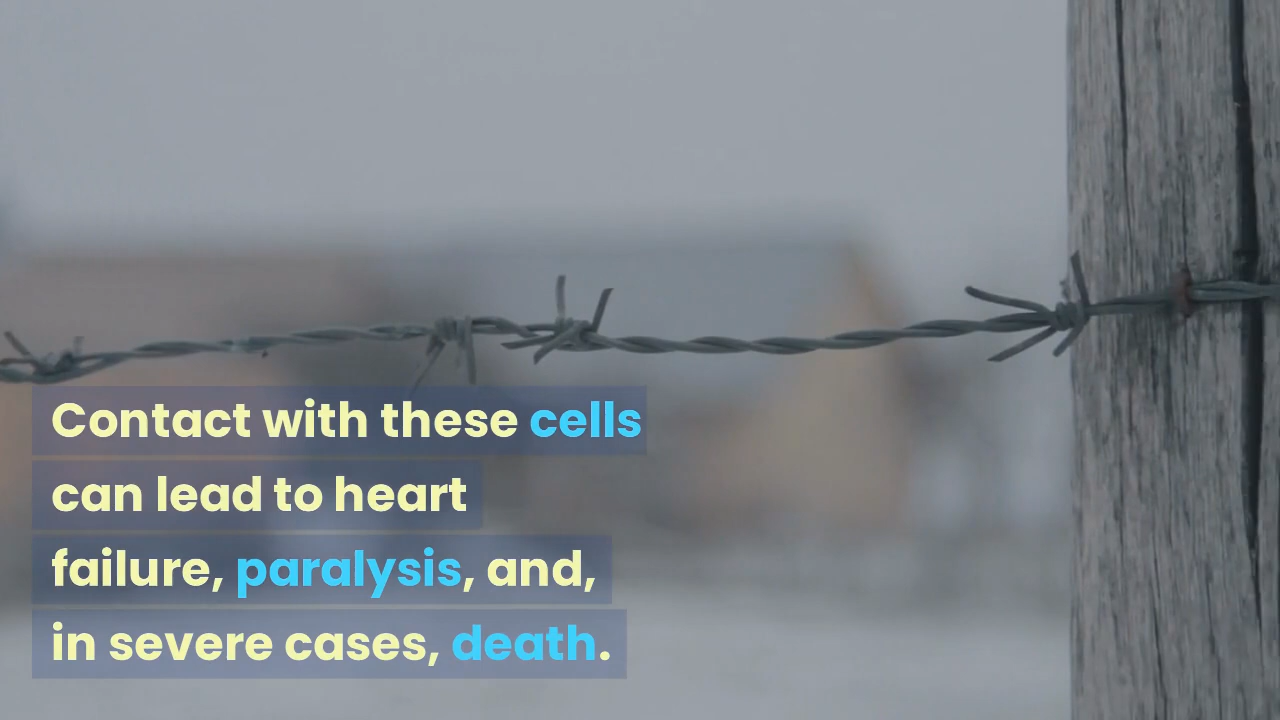 Contact with these cells
can lead to heart
failure, paralysis, and,
in severe cases, death.